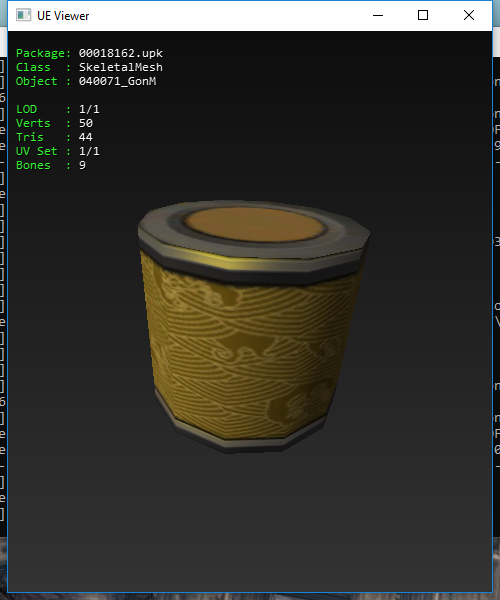 UE Viewer
Package: 00018162.upk
Class : SkeletalMesh
Object : 040071_GonM
LOD : 1/1
Verts : 50
Tris : 44
UV Set : 1/1
Bones : 9